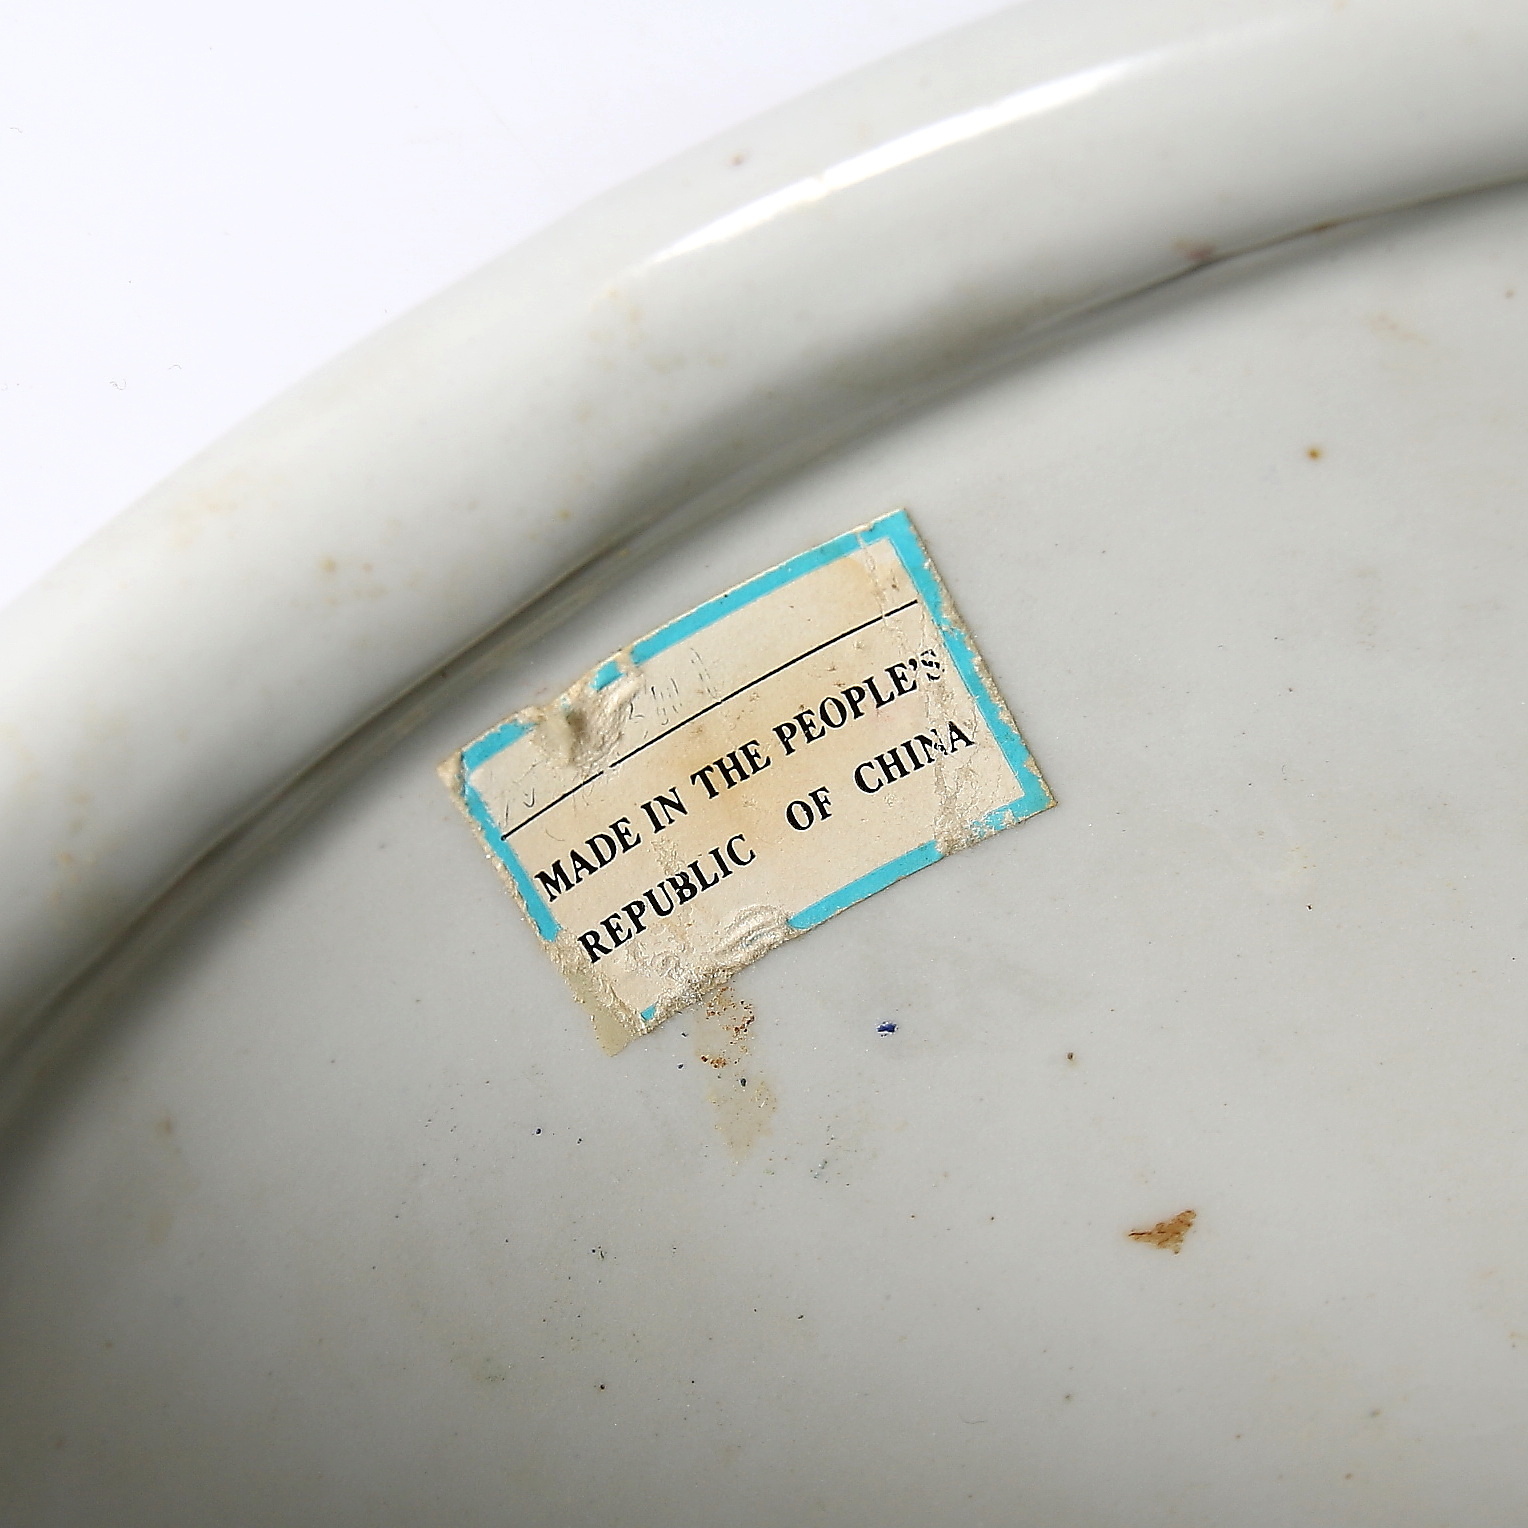 MADE IN THE PEOPLE'S
REPUBLIC OF CHINA